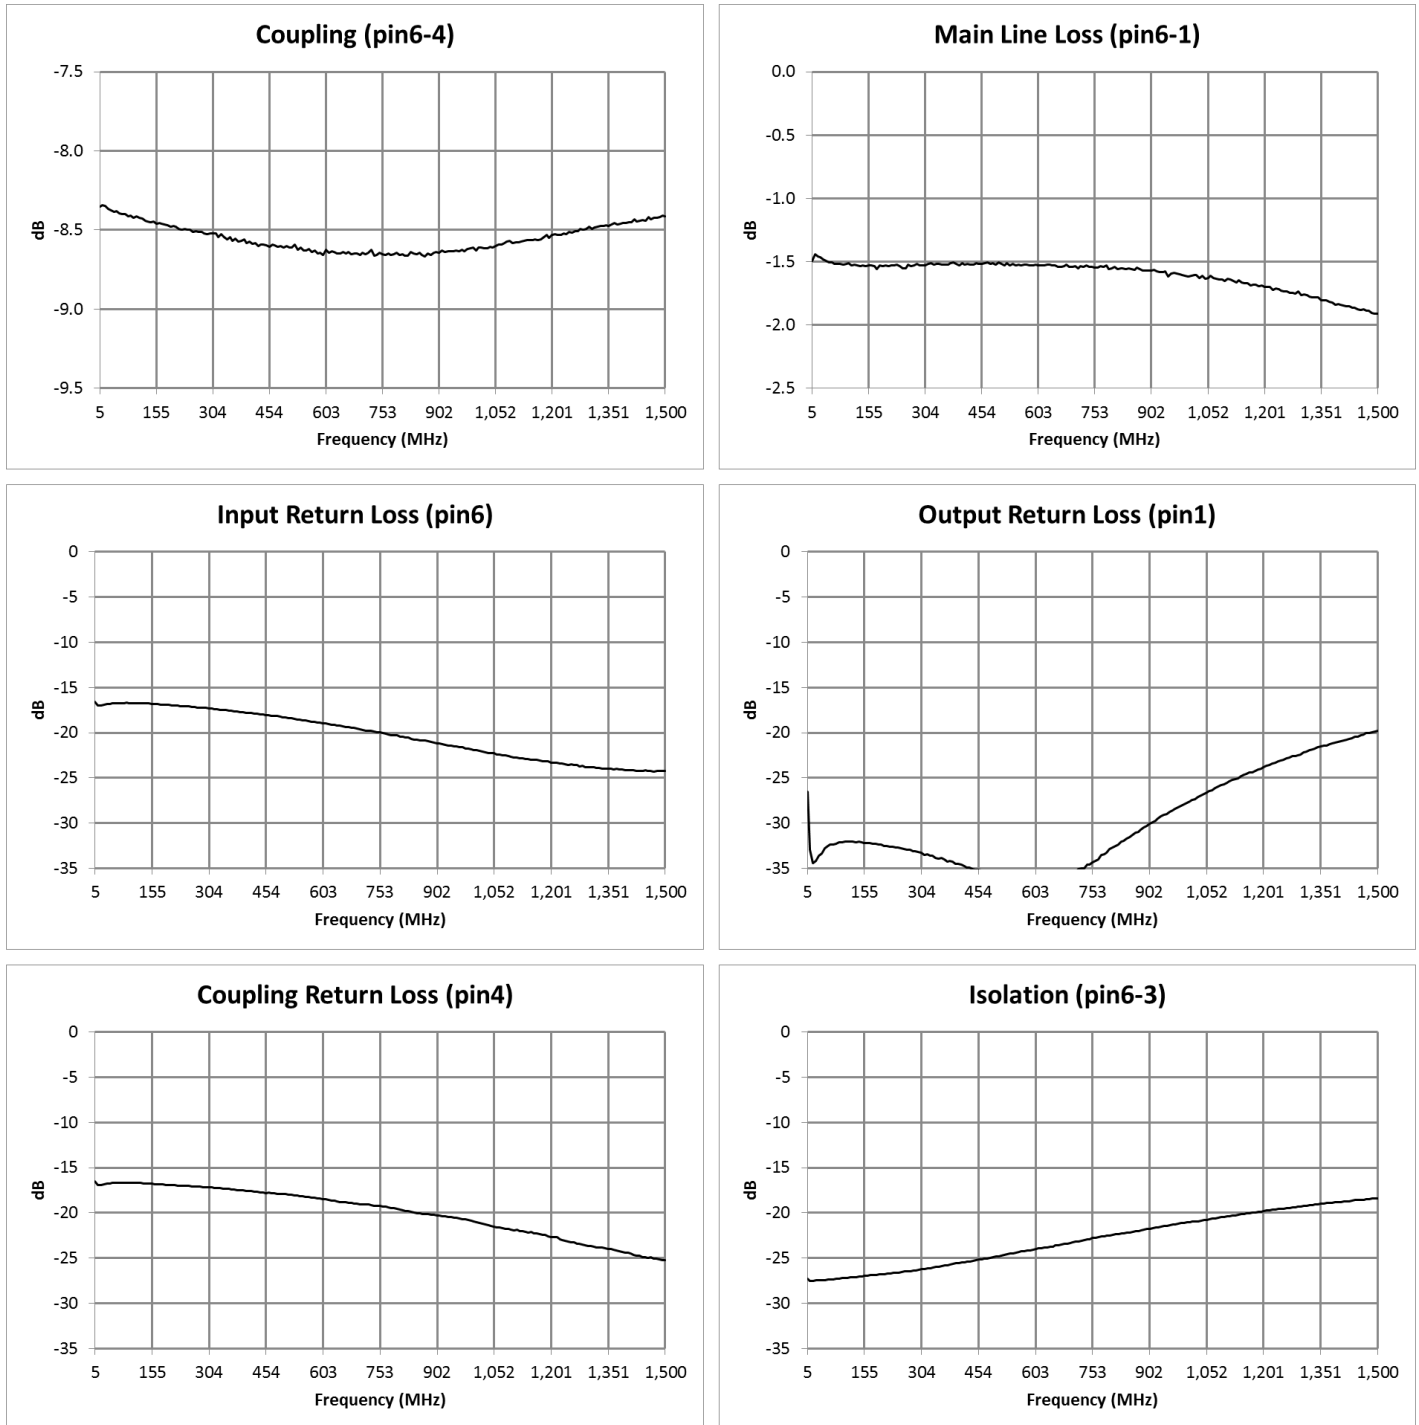 Coupling (pin6-4)
-7.5
-8.0
-8.5
-9.0
-9.5
dB
5 155 304 454 603 753 902 1,052 1,201 1,351 1,500
Frequency (MHz)
Main Line Loss (pin6-1)
0.0
-0.5
-1.0
-1.5
-2.0
-2.5
dB
5 155 304 454 603 753 902 1,052 1,201 1,351 1,500
Frequency (MHz)
Input Return Loss (pin6)
0
-5
-10
-15
-20
-25
-30
-35
dB
5 155 304 454 603 753 902 1,052 1,201 1,351 1,500
Frequency (MHz)
Output Return Loss (pin1)
0
-5
-10
-15
-20
-25
-30
-35
dB
5 155 304 454 603 753 902 1,052 1,201 1,351 1,500
Frequency (MHz)
Coupling Return Loss (pin4)
0
-5
-10
-15
-20
-25
-30
-35
dB
5 155 304 454 603 753 902 1,052 1,201 1,351 1,500
Frequency (MHz)
Isolation (pin6-3)
0
-5
-10
-15
-20
-25
-30
-35
dB
5 155 304 454 603 753 902 1,052 1,201 1,351 1,500
Frequency (MHz)